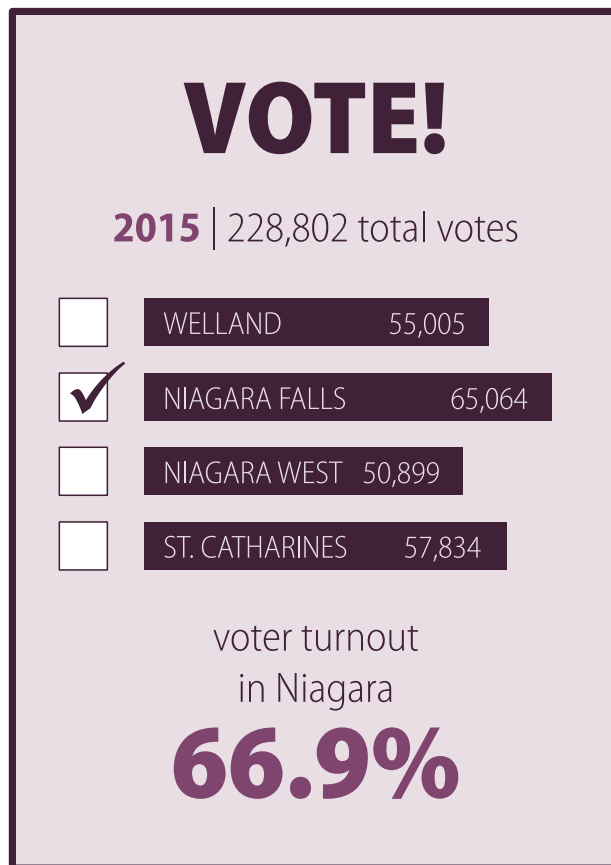 VOTE!
2015 | 228,802 total votes
WELLAND 55,005
NIAGARA FALLS 65,064
NIAGARA WEST 50,899
ST. CATHARINES 57,834
voter turnout
in Niagara
66.9%